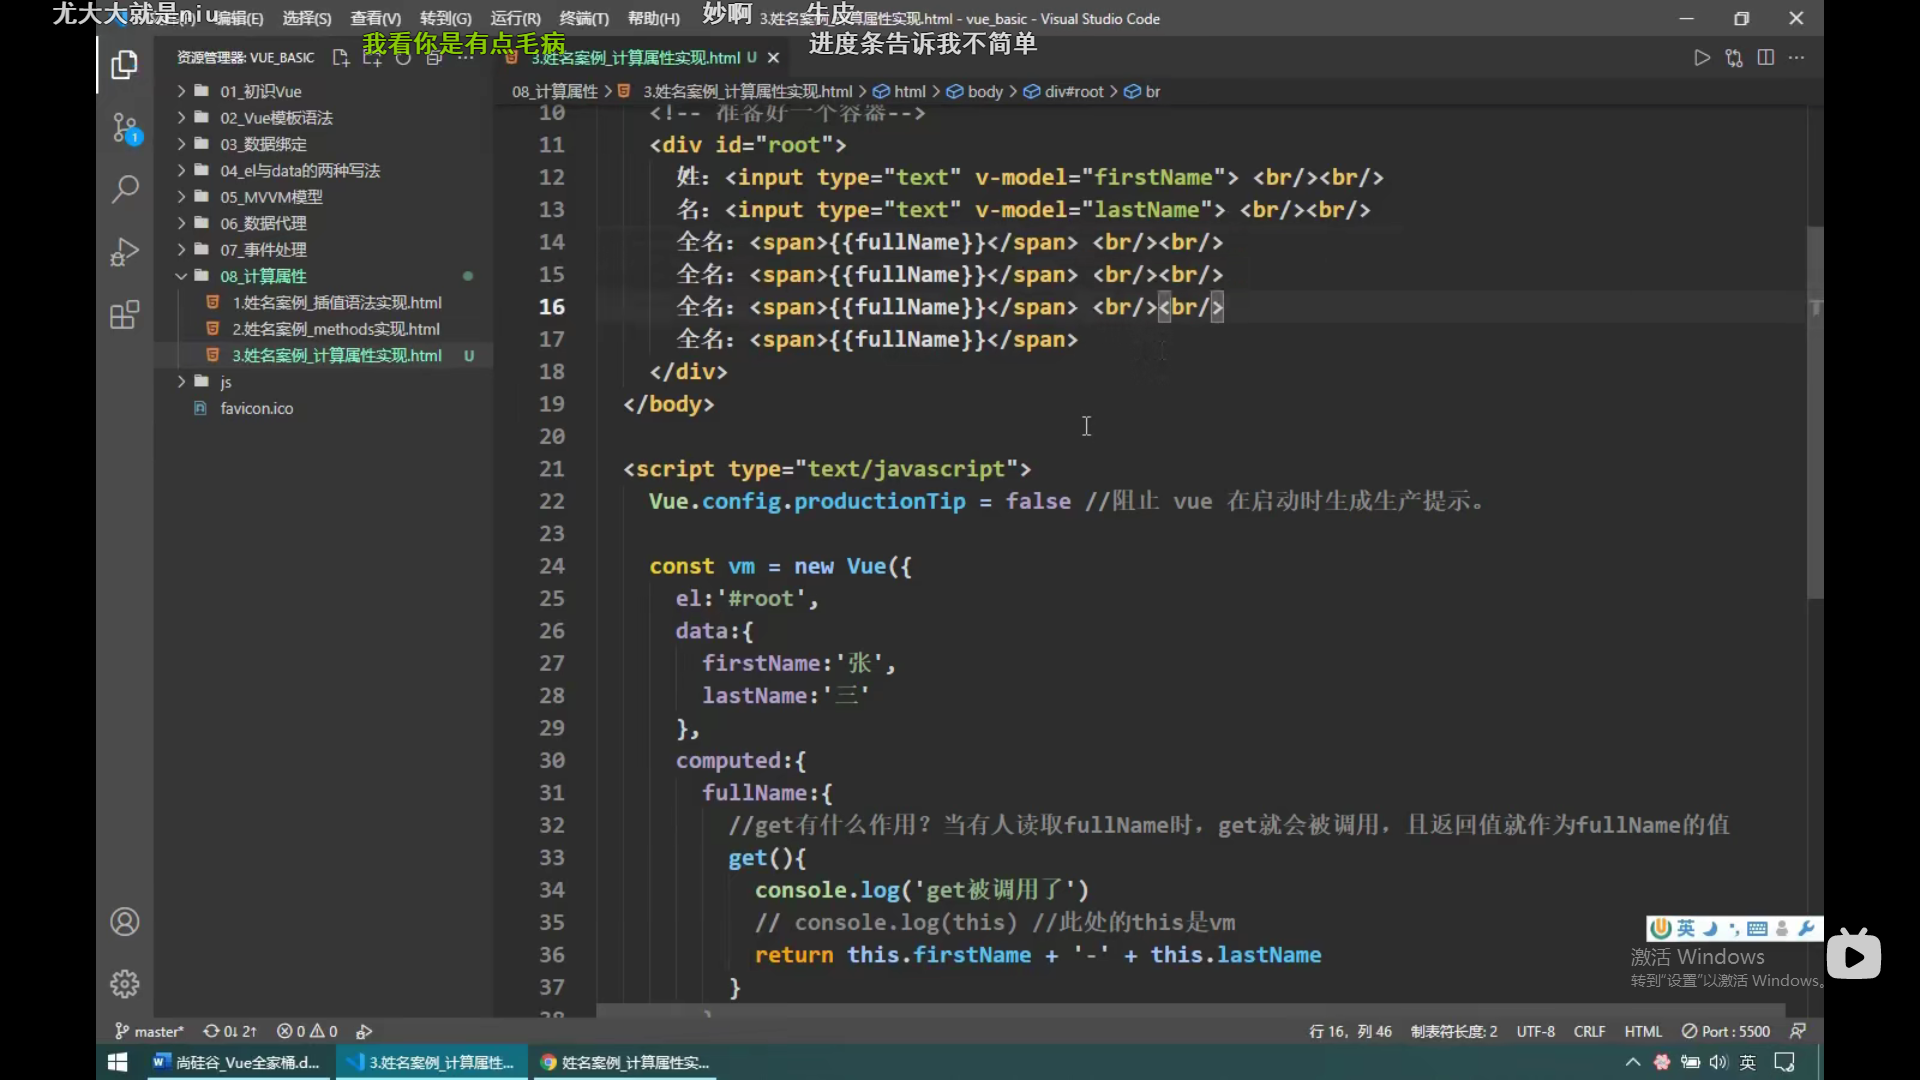 尤大大就是niu
编辑(E) 选择(S) 查看(V) 转到(G) 运行(R) 终端(T) 帮助(H)
妙啊
牛皮
3.姓名案例_计算属性实现.html - vue_basic - Visual Studio Code
我看你是有点毛病
进度条告诉我不简单
资源管理器: VUE_BASIC
3.姓名案例_计算属性实现.html U
08_计算属性 > 3.姓名案例_计算属性实现.html > html > body > div#root > br
01_初识Vue
02_Vue模板语法
03_数据绑定
04_el与data的两种写法
05_MVVM模型
06_数据代理
07_事件处理
08_计算属性
1.姓名案例_插值语法实现.html
2.姓名案例_methods实现.html
3.姓名案例_计算属性实现.html U
js
favicon.ico
1
10 <!-- 准备好一个容器-->
11 <div id="root">
12 姓：<input type="text" v-model="firstName"> <br/><br/>
13 名：<input type="text" v-model="lastName"> <br/><br/>
14 全名：<span>{{fullName}}</span> <br/><br/>
15 全名：<span>{{fullName}}</span> <br/><br/>
16 全名：<span>{{fullName}}</span> <br/><br/>
17 全名：<span>{{fullName}}</span>
18 </div>
19 </body>
20
21 <script type="text/javascript">
22 Vue.config.productionTip = false //阻止 vue 在启动时生成生产提示。
23
24 const vm = new Vue({
25 el:'#root',
26 data:{
27 firstName:'张',
28 lastName:'三'
29 },
30 computed:{
31 fullName:{
32 //get有什么作用？当有人读取fullName时，get就会被调用，且返回值就作为fullName的值
33 get(){
34 console.log('get被调用了')
35 // console.log(this) //此处的this是vm
36 return this.firstName + '-' + this.lastName
37 }
英
激活 Windows
转到"设置"以激活 Windows。
master* 0↓ 2↑ 0 0
行 16，列 46 制表符长度: 2 UTF-8 CRLF HTML Port : 5500
尚硅谷_Vue全家桶.d... 3.姓名案例_计算属性... 姓名案例_计算属性实... 英